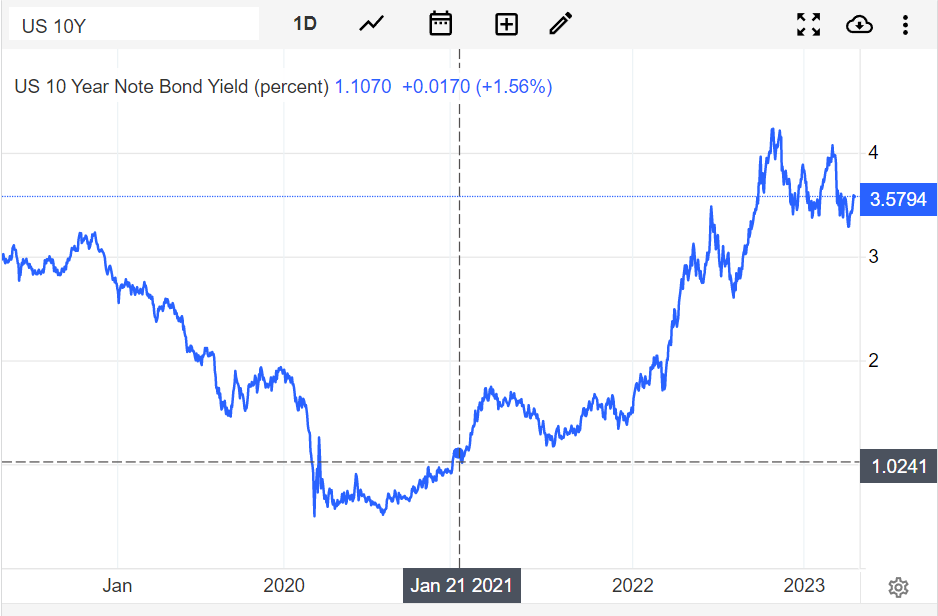 US 10Y 1D
US 10 Year Note Bond Yield (percent) 1.1070 +0.0170 (+1.56%)
4
3.5794
3
2
1.0241
Jan 2020 Jan 21 2021 2022 2023